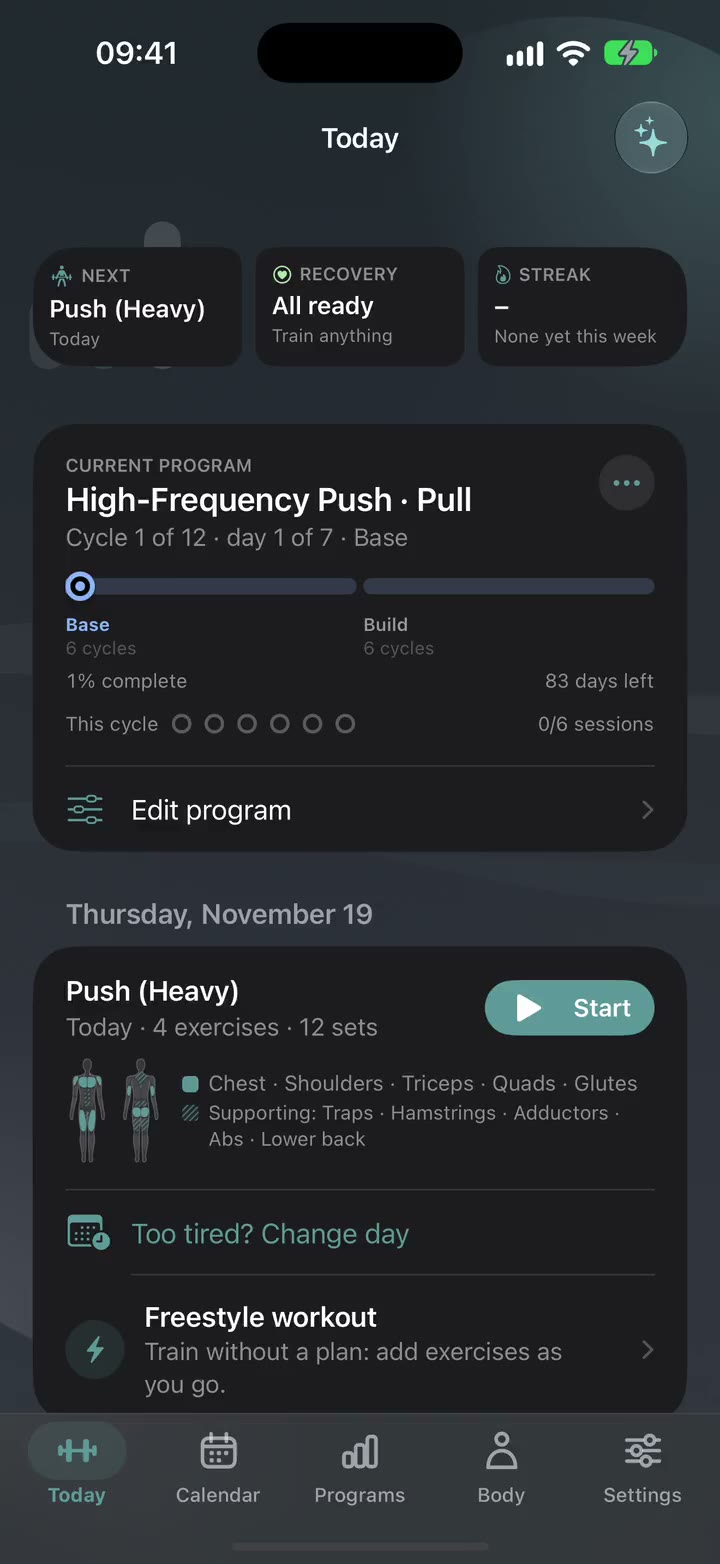 09:41
Today
NEXT
Push (Heavy)
Today
RECOVERY
All ready
Train anything
STREAK
–
None yet this week
CURRENT PROGRAM
High-Frequency Push · Pull
Cycle 1 of 12 · day 1 of 7 · Base
Base
6 cycles
Build
6 cycles
1% complete
83 days left
This cycle
0/6 sessions
Edit program
Thursday, November 19
Push (Heavy)
Today · 4 exercises · 12 sets
Start
Chest · Shoulders · Triceps · Quads · Glutes
Supporting: Traps · Hamstrings · Adductors ·
Abs · Lower back
Too tired? Change day
Freestyle workout
Train without a plan: add exercises as
you go.
Today
Calendar
Programs
Body
Settings